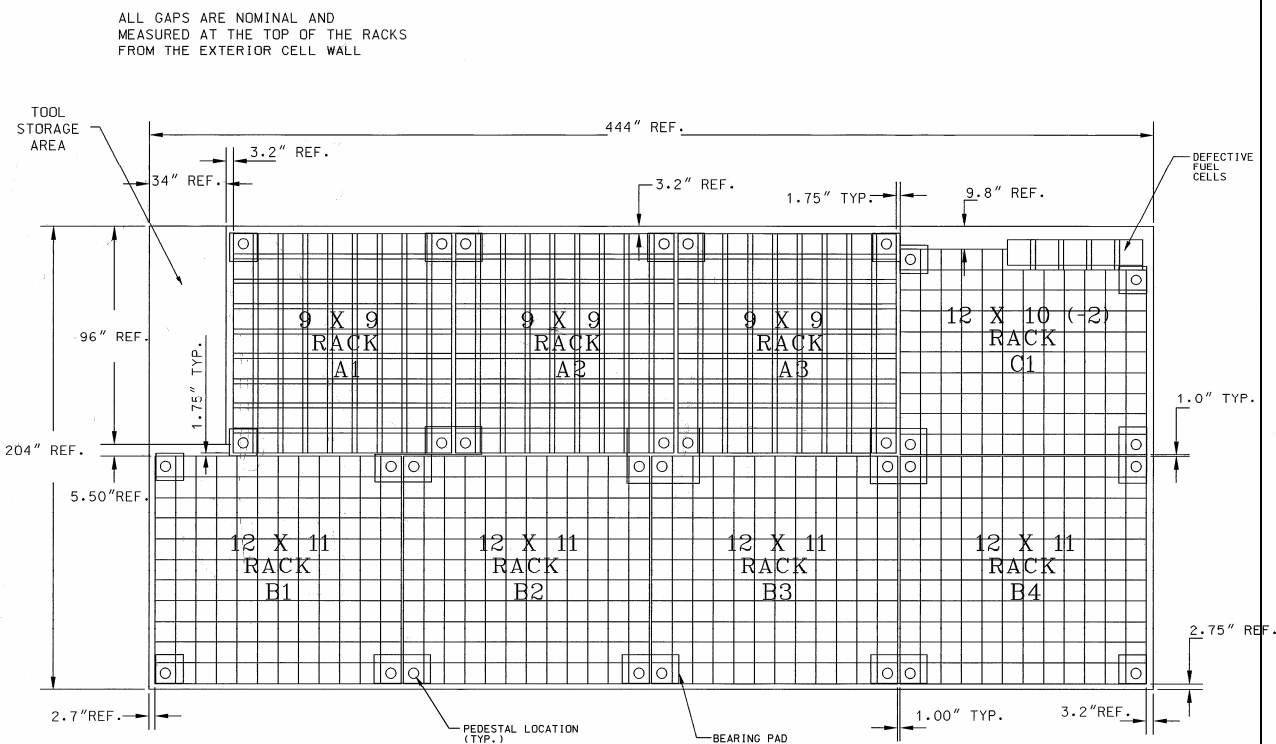 ALL GAPS ARE NOMINAL AND
MEASURED AT THE TOP OF THE RACKS
FROM THE EXTERIOR CELL WALL
TOOL
STORAGE
AREA
444" REF.
3.2" REF.
34" REF.
3.2" REF.
1.75" TYP.
9.8" REF.
DEFECTIVE
FUEL
CELLS
96" REF.
1.75" TYP.
9 X 9
RACK
A1
9 X 9
RACK
A2
9 X 9
RACK
A3
12 X 10 (-2)
RACK
C1
1.0" TYP.
204" REF.
5.50"REF.
12 X 11
RACK
B1
12 X 11
RACK
B2
12 X 11
RACK
B3
12 X 11
RACK
B4
2.75" REF.
2.7"REF.
PEDESTAL LOCATION
(TYP.)
BEARING PAD
1.00" TYP.
3.2"REF.